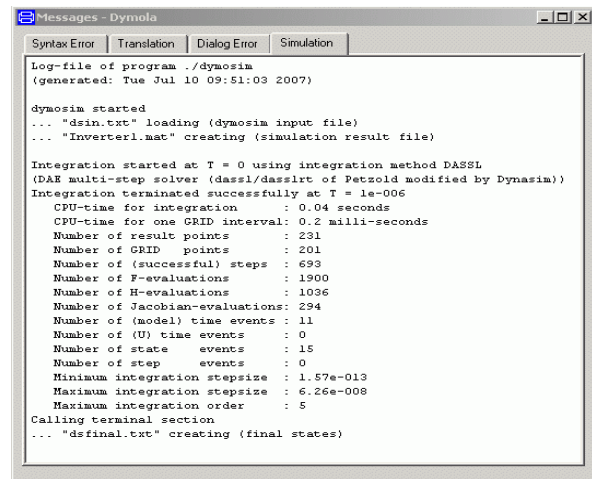 Messages - Dymola
Syntax Error Translation Dialog Error Simulation
Log-file of program ./dymosim
(generated: Tue Jul 10 09:51:03 2007)
dymosim started
... "dsin.txt" loading (dymosim input file)
... "Inverter1.mat" creating (simulation result file)
Integration started at T = 0 using integration method DASSL
(DAE multi-step solver (dassl/dasslrt of Petzold modified by Dynasim))
Integration terminated successfully at T = 1e-006
CPU-time for integration : 0.04 seconds
CPU-time for one GRID interval: 0.2 milli-seconds
Number of result points : 231
Number of GRID points : 201
Number of (successful) steps : 693
Number of F-evaluations : 1900
Number of H-evaluations : 1036
Number of Jacobian-evaluations: 294
Number of (model) time events : 11
Number of (U) time events : 0
Number of state events : 15
Number of step events : 0
Minimum integration stepsize : 1.57e-013
Maximum integration stepsize : 6.26e-008
Maximum integration order : 5
Calling terminal section
... "dsfinal.txt" creating (final states)